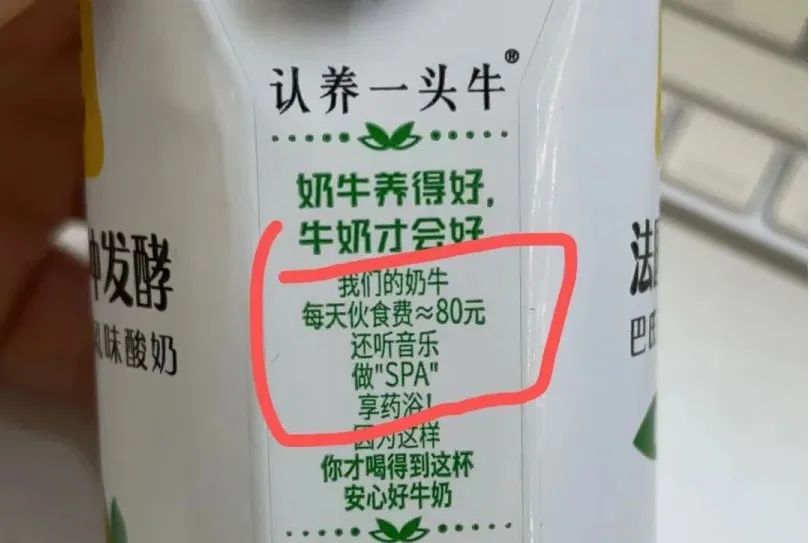 认养一头牛®
奶牛养得好,
牛奶才会好
我们的奶牛
每天伙食费≈80元
还听音乐
做"SPA"
享药浴!
因为这样
你才喝得到这杯
安心好牛奶
发酵
风味酸奶
法
巴氏